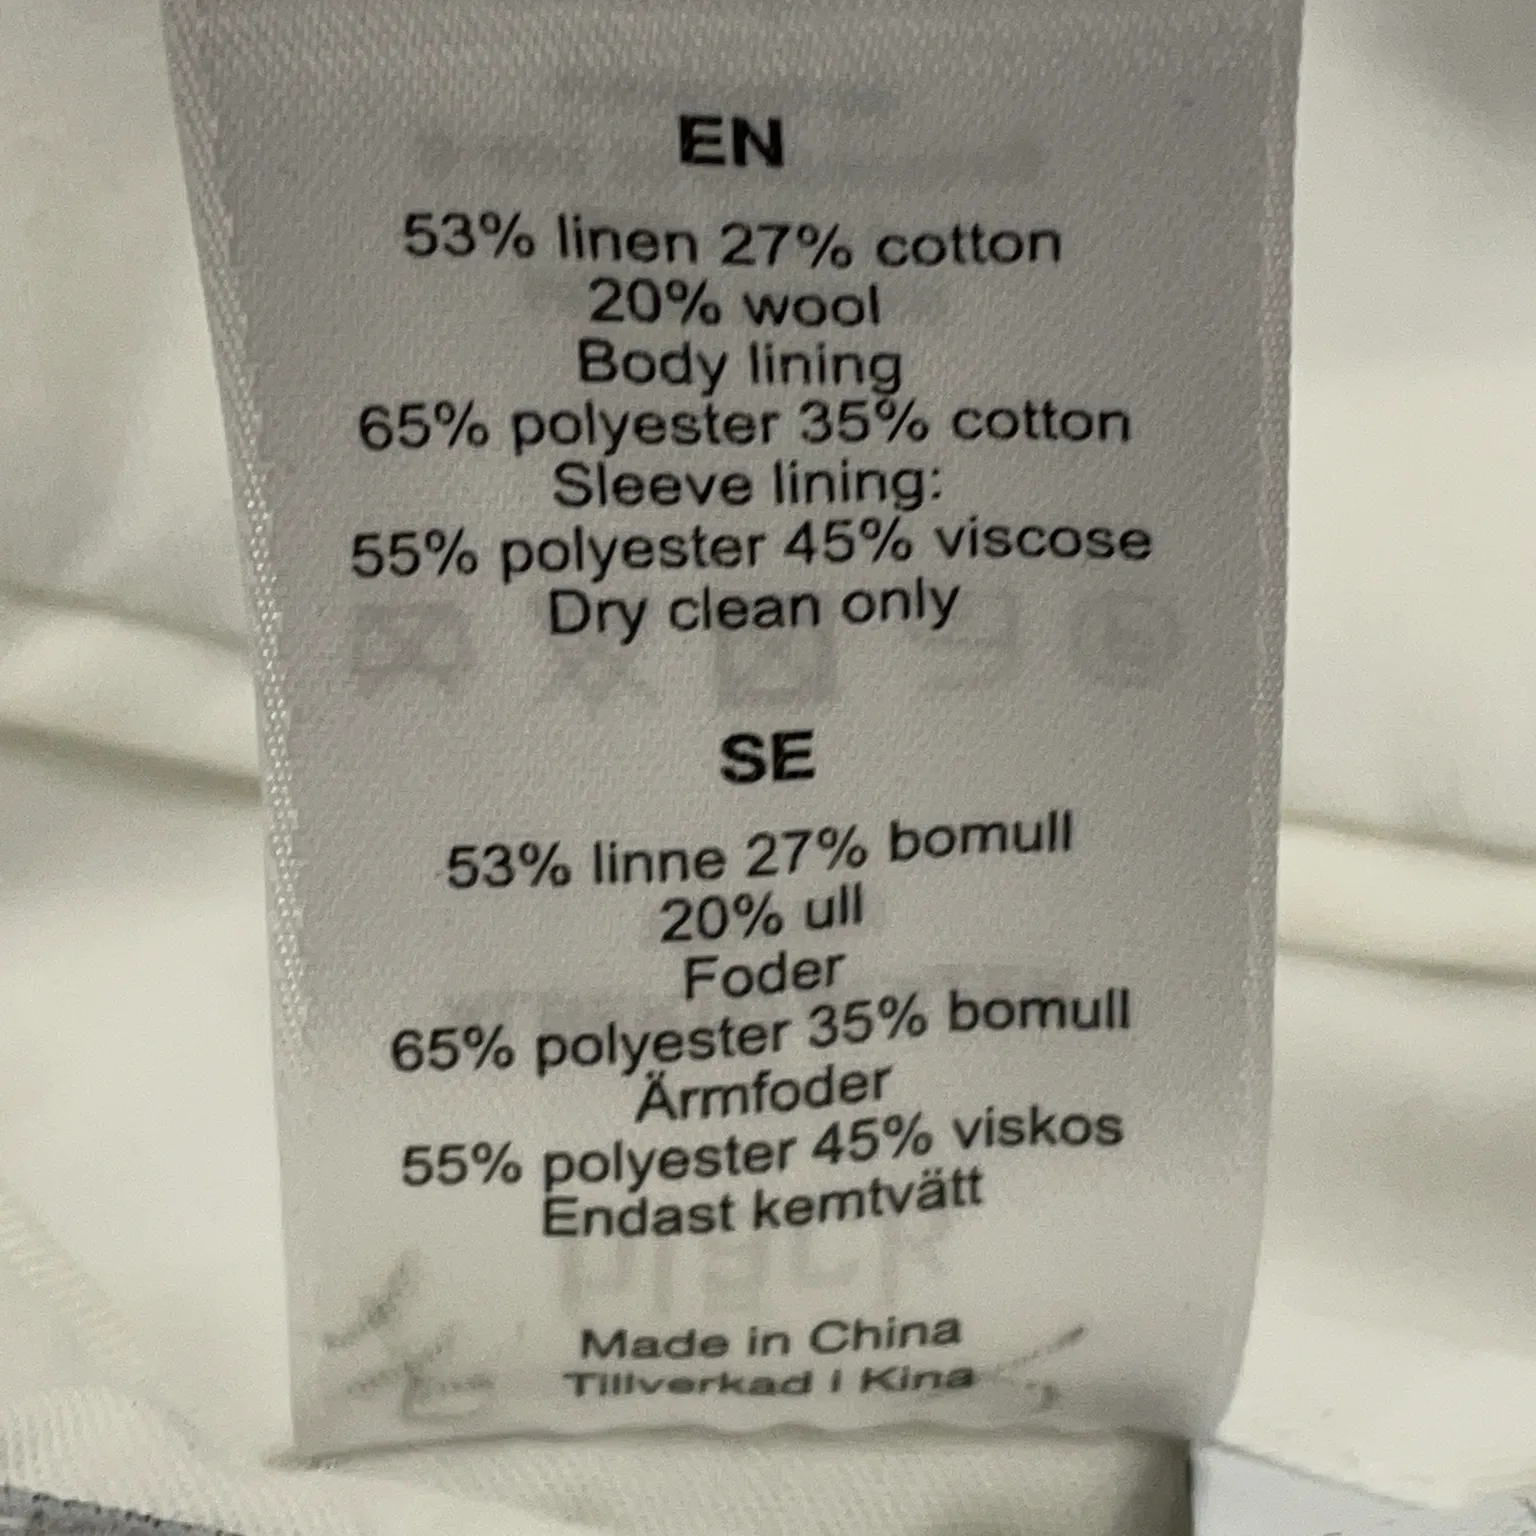 EN
53% linen 27% cotton
20% wool
Body lining
65% polyester 35% cotton
Sleeve lining:
55% polyester 45% viscose
Dry clean only
SE
53% linne 27% bomull
20% ull
Foder
65% polyester 35% bomull
Ärmfoder
55% polyester 45% viskos
Endast kemtvätt
Made in China
Tillverkad i Kina